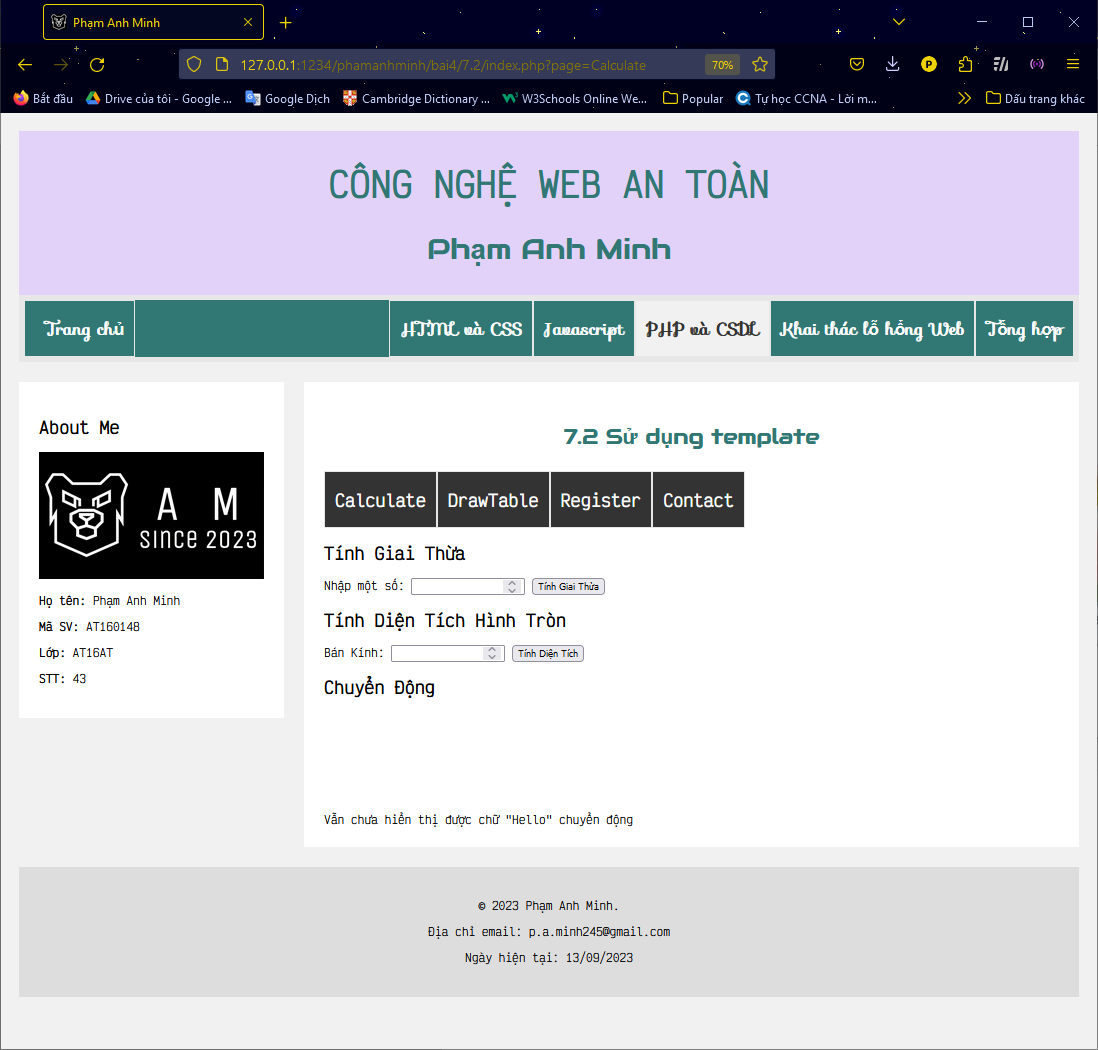 Phạm Anh Minh
127.0.0.1:1234/phamanhminh/bai4/7.2/index.php?page=Calculate 70%
Bắt đầu Drive của tôi - Google ... Google Dịch Cambridge Dictionary ... W3Schools Online We... Popular Tự học CCNA - Lời m... Dấu trang khác
CÔNG NGHỆ WEB AN TOÀN
Phạm Anh Minh
Trang chủ HTML và CSS Javascript PHP và CSDL Khai thác lỗ hổng Web Tổng hợp
About Me
A M
since 2023
Họ tên: Phạm Anh Minh
Mã SV: AT160148
Lớp: AT16AT
STT: 43
7.2 Sử dụng template
Calculate DrawTable Register Contact
Tính Giai Thừa
Nhập một số: Tính Giai Thừa
Tính Diện Tích Hình Tròn
Bán Kính: Tính Diện Tích
Chuyển Động
Vẫn chưa hiển thị được chữ "Hello" chuyển động
© 2023 Phạm Anh Minh.
Địa chỉ email: p.a.minh245@gmail.com
Ngày hiện tại: 13/09/2023